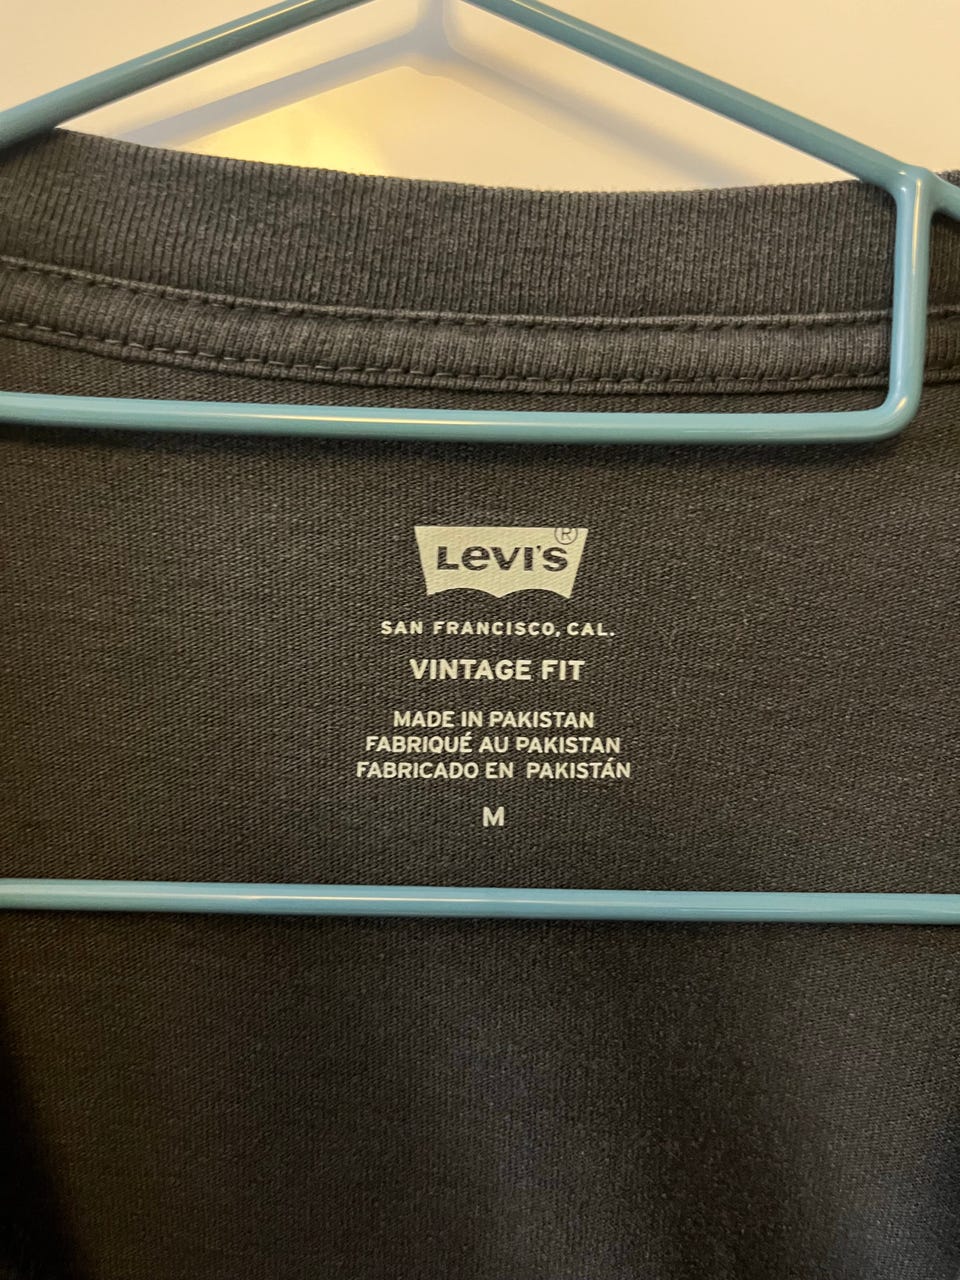 LEVI'S®
SAN FRANCISCO, CAL.
VINTAGE FIT
MADE IN PAKISTAN
FABRIQUÉ AU PAKISTAN
FABRICADO EN PAKISTÁN
M